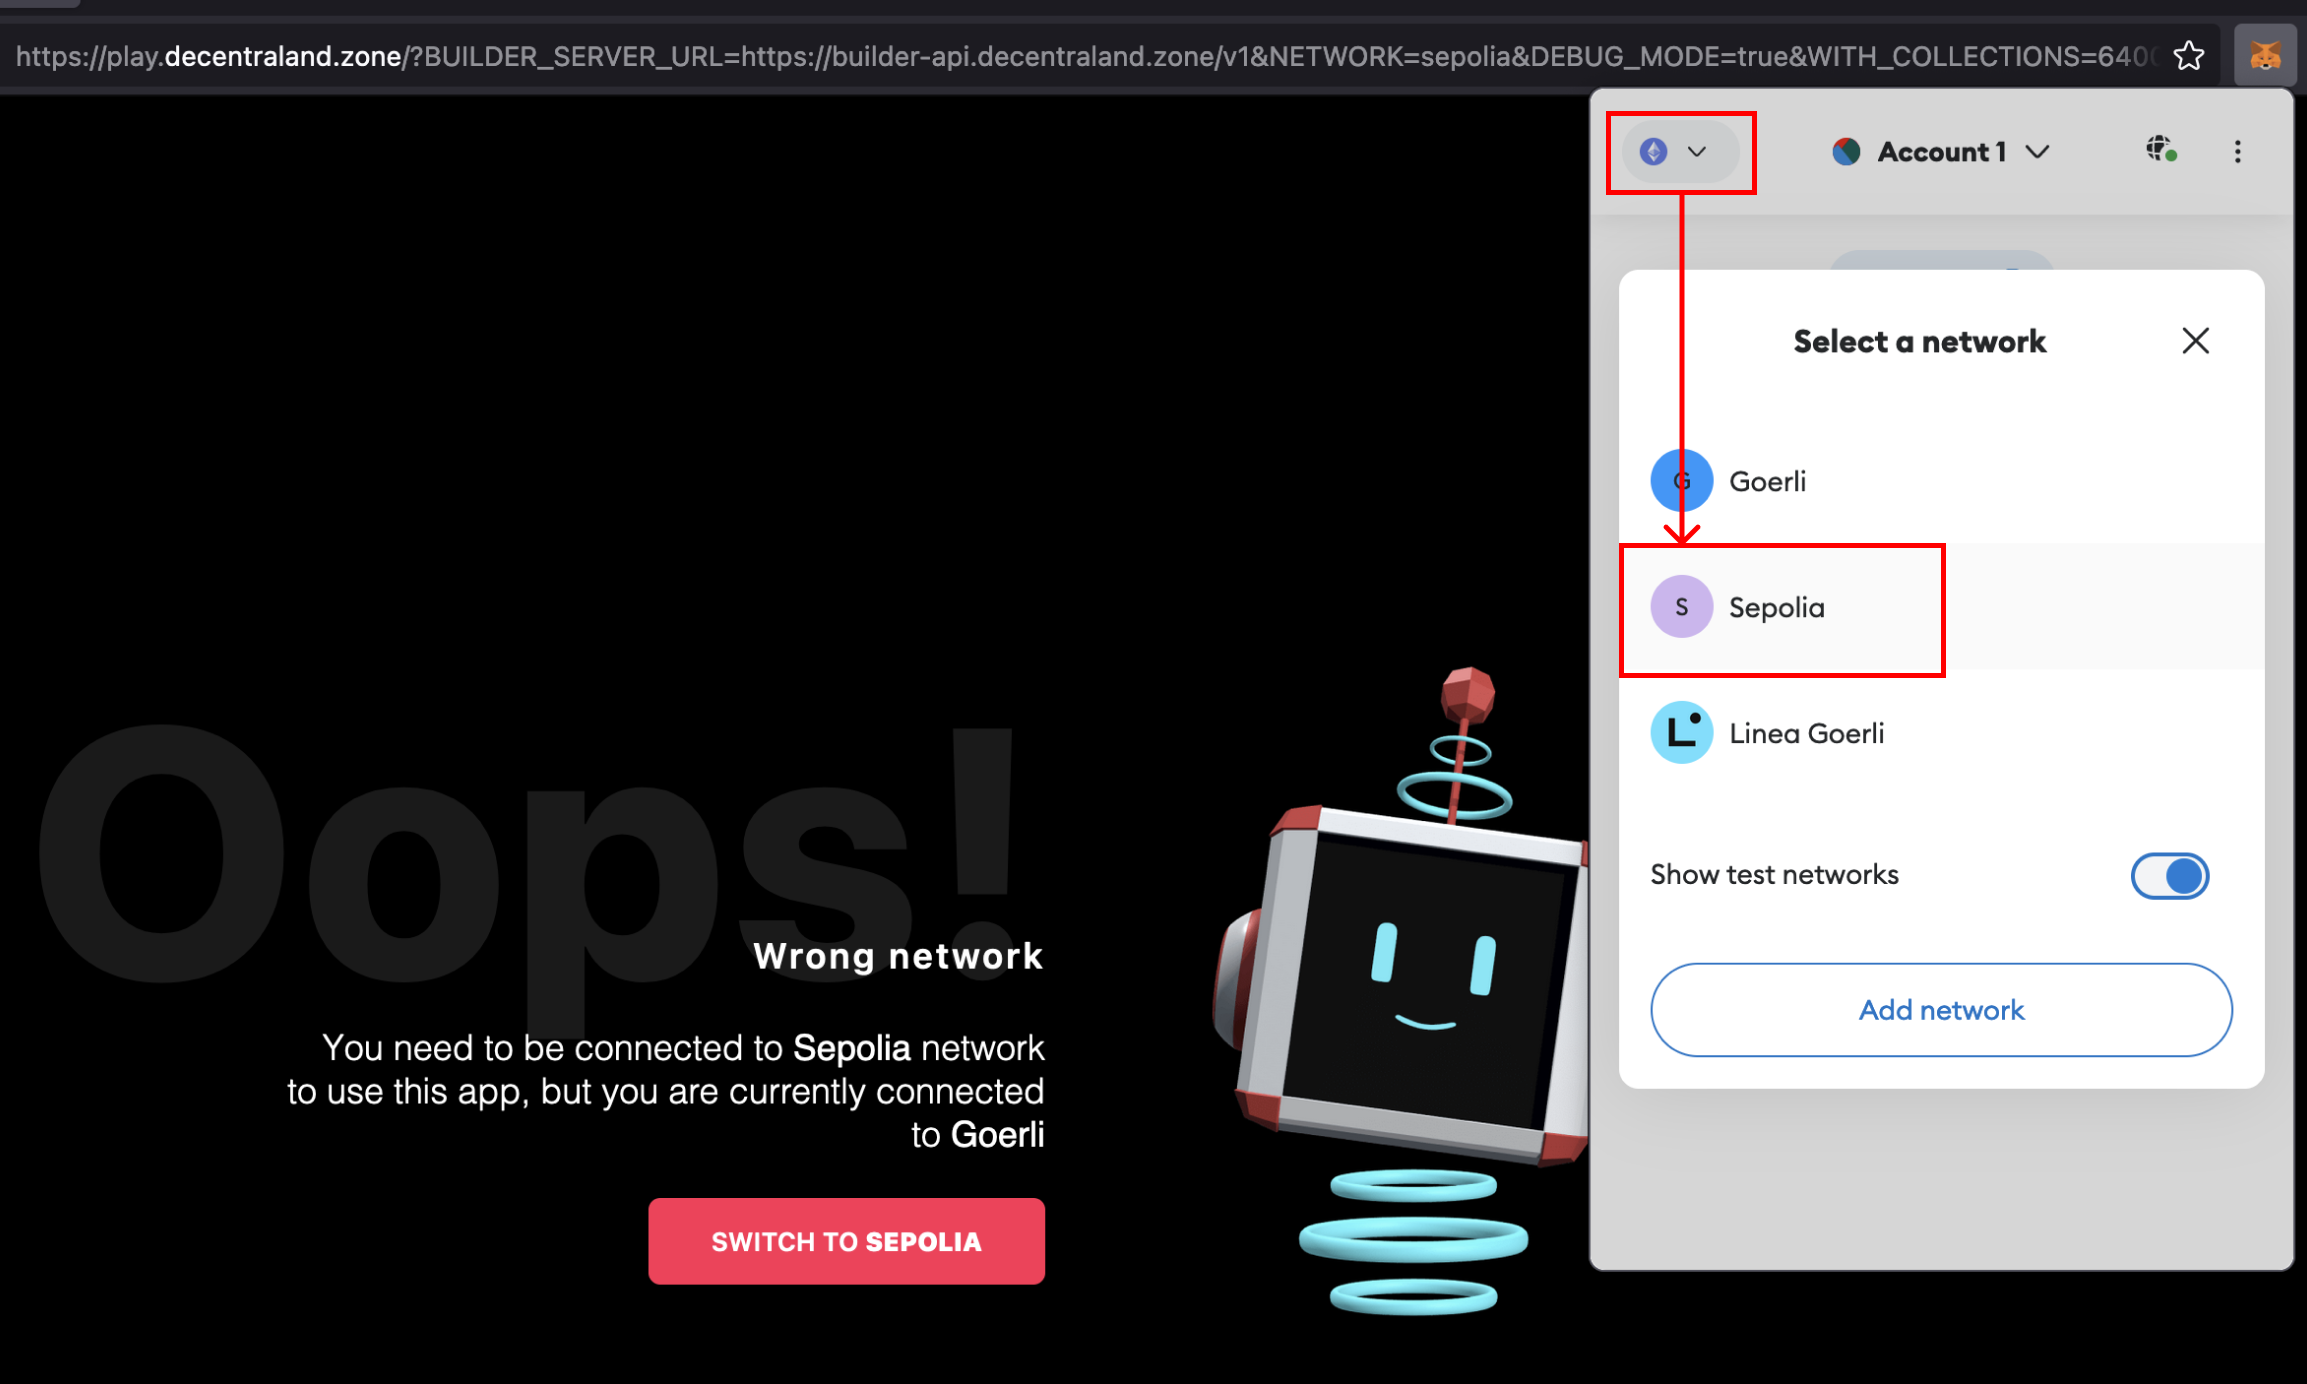 https://play.decentraland.zone/?BUILDER_SERVER_URL=https://builder-api.decentraland.zone/v1&NETWORK=sepolia&DEBUG_MODE=true&WITH_COLLECTIONS=640
Account 1
Select a network
G Goerli
S Sepolia
L Linea Goerli
Show test networks
Add network
Oops!
Wrong network
You need to be connected to Sepolia network
to use this app, but you are currently connected
to Goerli
SWITCH TO SEPOLIA